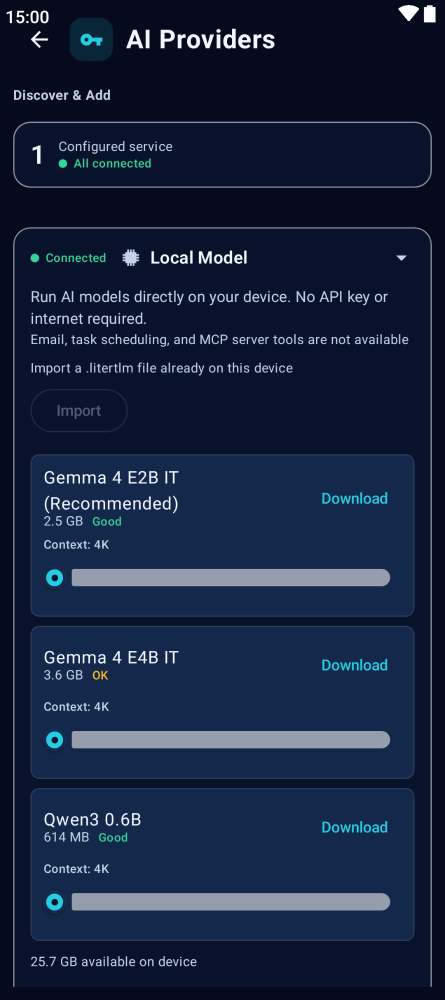 15:00
AI Providers
Discover & Add
1
Configured service
All connected
Connected
Local Model
Run AI models directly on your device. No API key or
internet required.
Email, task scheduling, and MCP server tools are not available
Import a .litertlm file already on this device
Import
Gemma 4 E2B IT
(Recommended)
2.5 GB Good
Download
Context: 4K
Gemma 4 E4B IT
3.6 GB OK
Download
Context: 4K
Qwen3 0.6B
614 MB Good
Download
Context: 4K
25.7 GB available on device